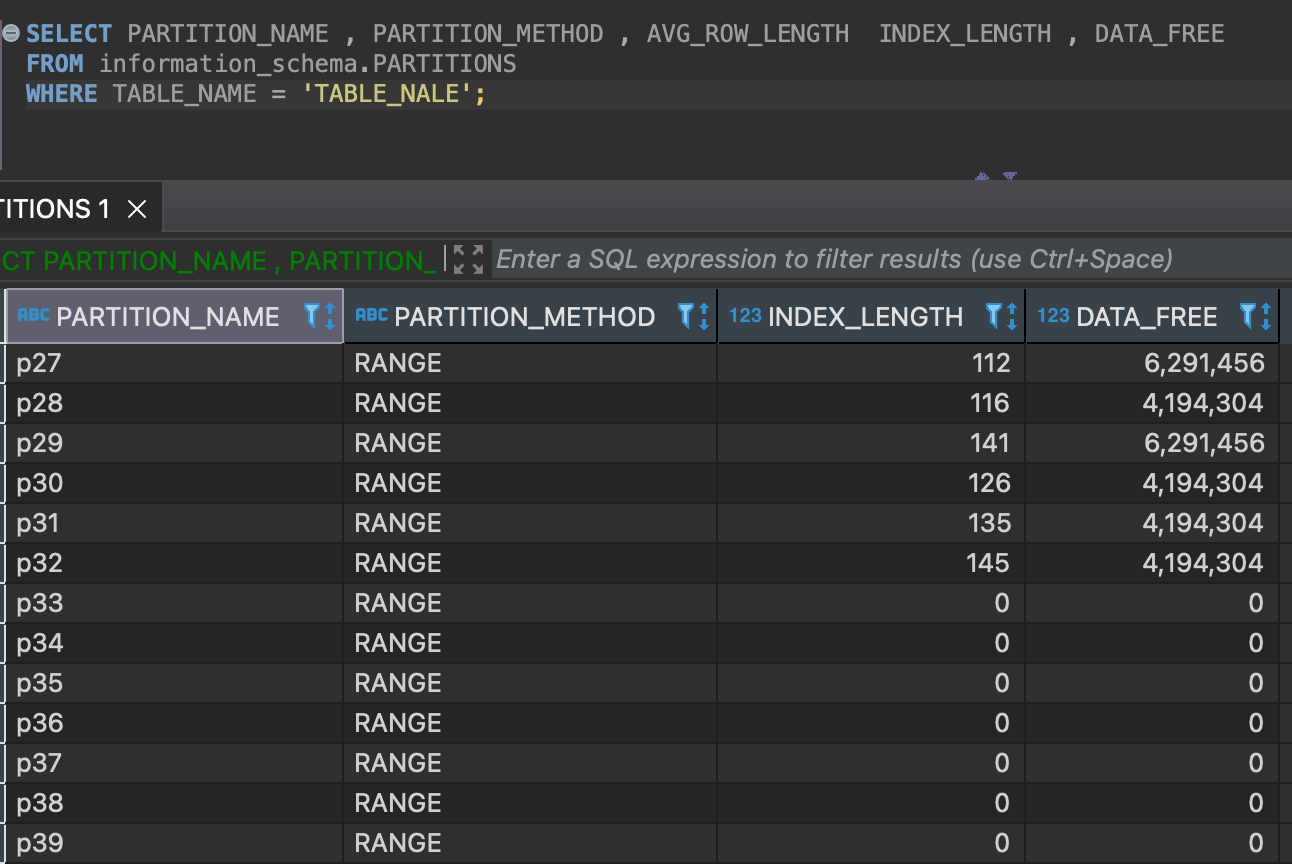 SELECT PARTITION_NAME , PARTITION_METHOD , AVG_ROW_LENGTH  INDEX_LENGTH , DATA_FREE
FROM information_schema.PARTITIONS
WHERE TABLE_NAME = 'TABLE_NALE';
TITIONS 1
CT PARTITION_NAME , PARTITION_ Enter a SQL expression to filter results (use Ctrl+Space)
ABC PARTITION_NAME ABC PARTITION_METHOD 123 INDEX_LENGTH 123 DATA_FREE
p27 RANGE 112 6,291,456
p28 RANGE 116 4,194,304
p29 RANGE 141 6,291,456
p30 RANGE 126 4,194,304
p31 RANGE 135 4,194,304
p32 RANGE 145 4,194,304
p33 RANGE 0 0
p34 RANGE 0 0
p35 RANGE 0 0
p36 RANGE 0 0
p37 RANGE 0 0
p38 RANGE 0 0
p39 RANGE 0 0